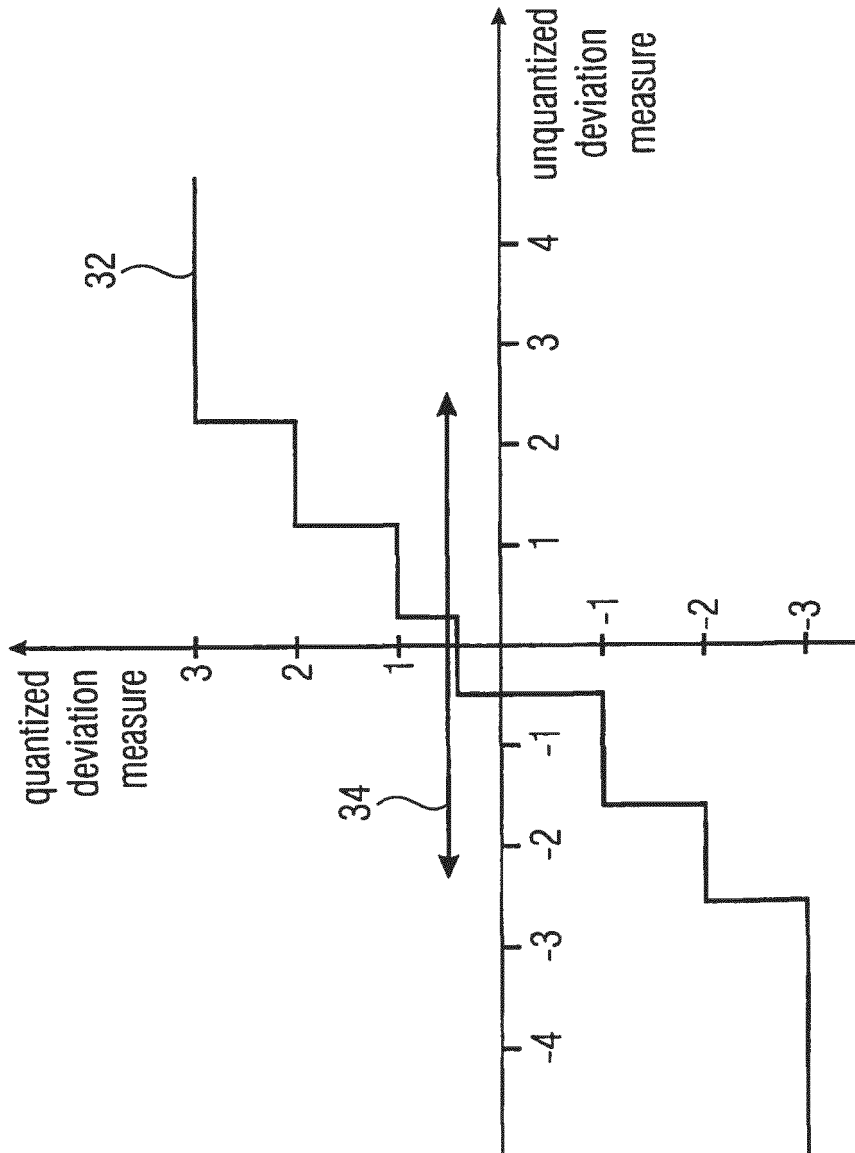 quantized
deviation
measure
3
2
1
-1
-2
-3
32
34
-4
-3
-2
-1
1
2
3
4
unquantized
deviation
measure